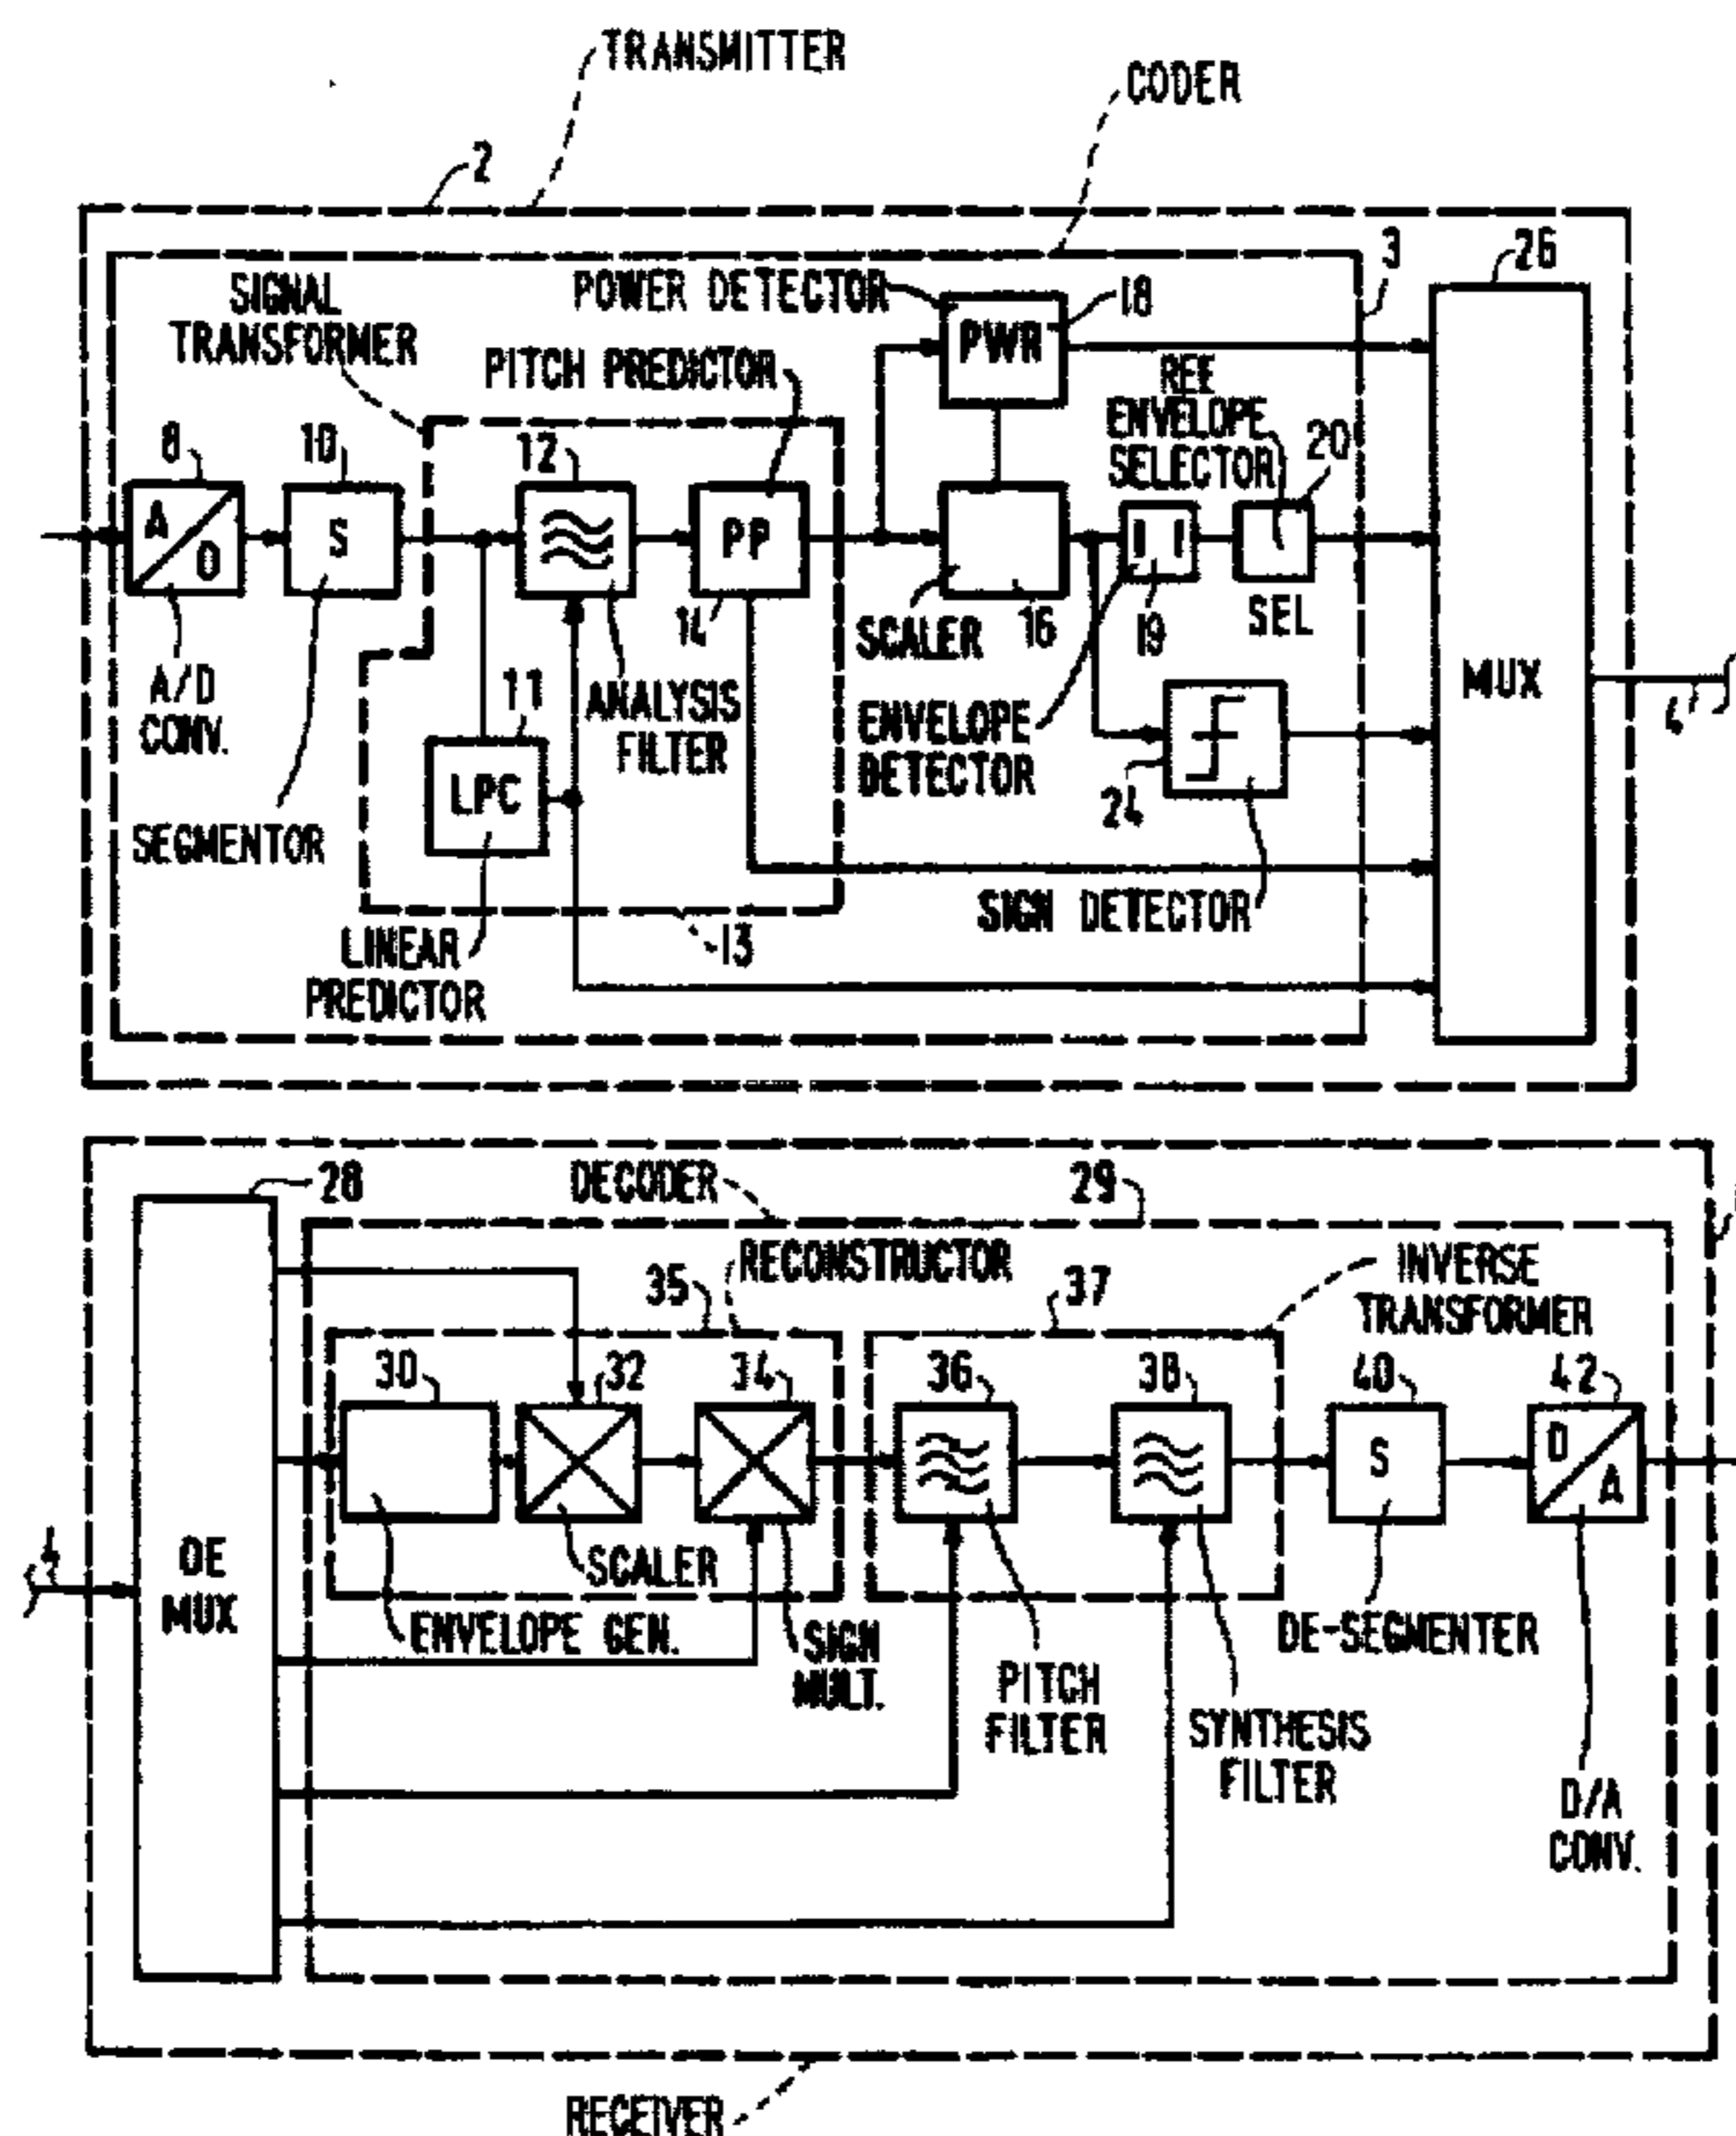 TRANSMITTER
CODER
2
SIGNAL
TRANSFORMER
POWER DETECTOR
18
3
26
PWR
PITCH PREDICTOR
REF
ENVELOPE
SELECTOR
20
8
10
12
A
D
S
PP
14
SCALER
16
19
SEL
MUX
4
A/D
CONV.
11
ANALYSIS
FILTER
ENVELOPE
DETECTOR
24
LPC
SEGMENTOR
SIGN DETECTOR
13
LINEAR
PREDICTOR
28
DECODER
29
RECONSTRUCTOR
35
37
INVERSE
TRANSFORMER
30
32
34
36
38
40
42
S
D
A
4
DE
MUX
SCALER
ENVELOPE GEN.
SIGN
MULT.
PITCH
FILTER
SYNTHESIS
FILTER
DE-SEGMENTER
D/A
CONV.
RECEIVER